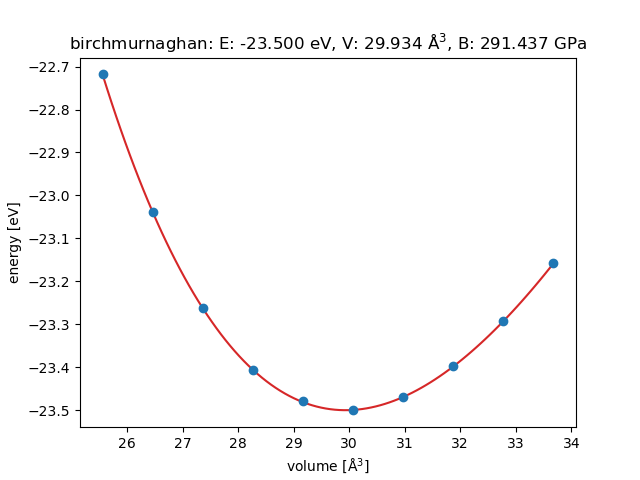 birchmurnaghan: E: -23.500 eV, V: 29.934 Å³, B: 291.437 GPa
−22.7
−22.8
−22.9
−23.0
−23.1
−23.2
−23.3
−23.4
−23.5
energy [eV]
26 27 28 29 30 31 32 33 34
volume [Å³]